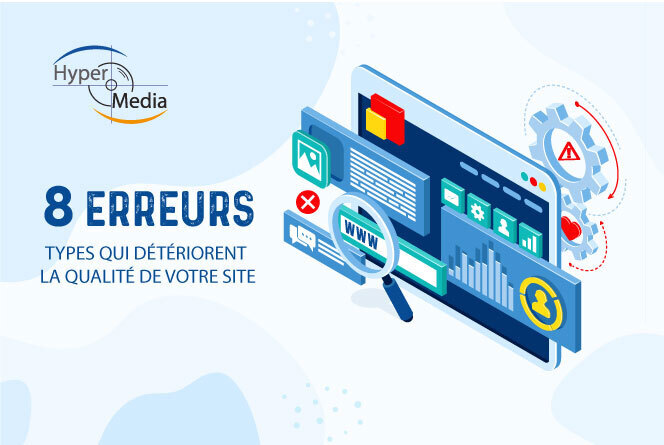 Hyper
Media
8 ERREURS
TYPES QUI DÉTÉRIORENT
LA QUALITÉ DE VOTRE SITE
WWW